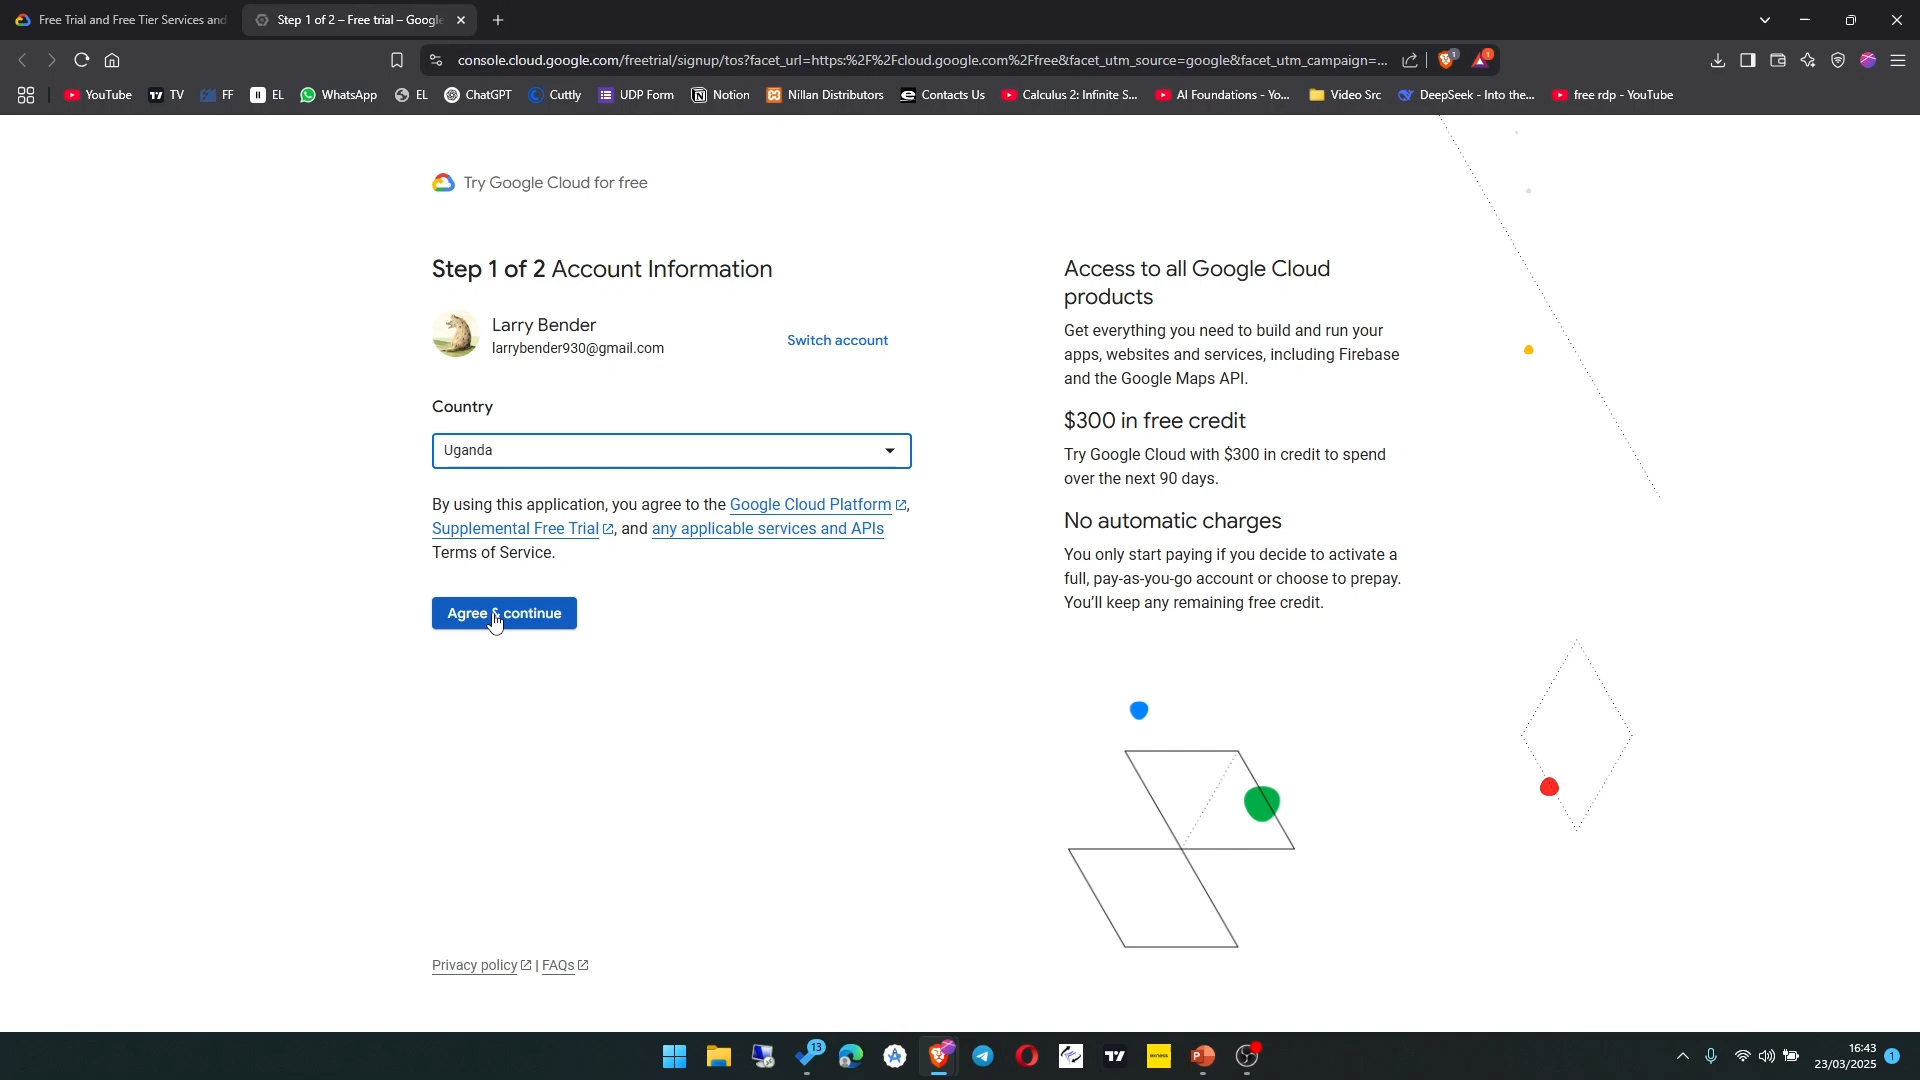 Free Trial and Free Tier Services and
Step 1 of 2 – Free trial – Google
console.cloud.google.com/freetrial/signup/tos?facet_url=https:%2F%2Fcloud.google.com%2Ffree&facet_utm_source=google&facet_utm_campaign=...
1
1
YouTube
TV
FF
EL
WhatsApp
EL
ChatGPT
Cuttly
UDP Form
Notion
Nillan Distributors
Contacts Us
Calculus 2: Infinite S...
AI Foundations - Yo...
Video Src
DeepSeek - Into the...
free rdp - YouTube
Try Google Cloud for free
Step 1 of 2 Account Information
Larry Bender
larrybender930@gmail.com
Switch account
Country
Uganda
By using this application, you agree to the Google Cloud Platform,
Supplemental Free Trial, and any applicable services and APIs
Terms of Service.
Agree & continue
Access to all Google Cloud
products
Get everything you need to build and run your
apps, websites and services, including Firebase
and the Google Maps API.
$300 in free credit
Try Google Cloud with $300 in credit to spend
over the next 90 days.
No automatic charges
You only start paying if you decide to activate a
full, pay-as-you-go account or choose to prepay.
You'll keep any remaining free credit.
Privacy policy | FAQs
13
exness
16:43
23/03/2025
1